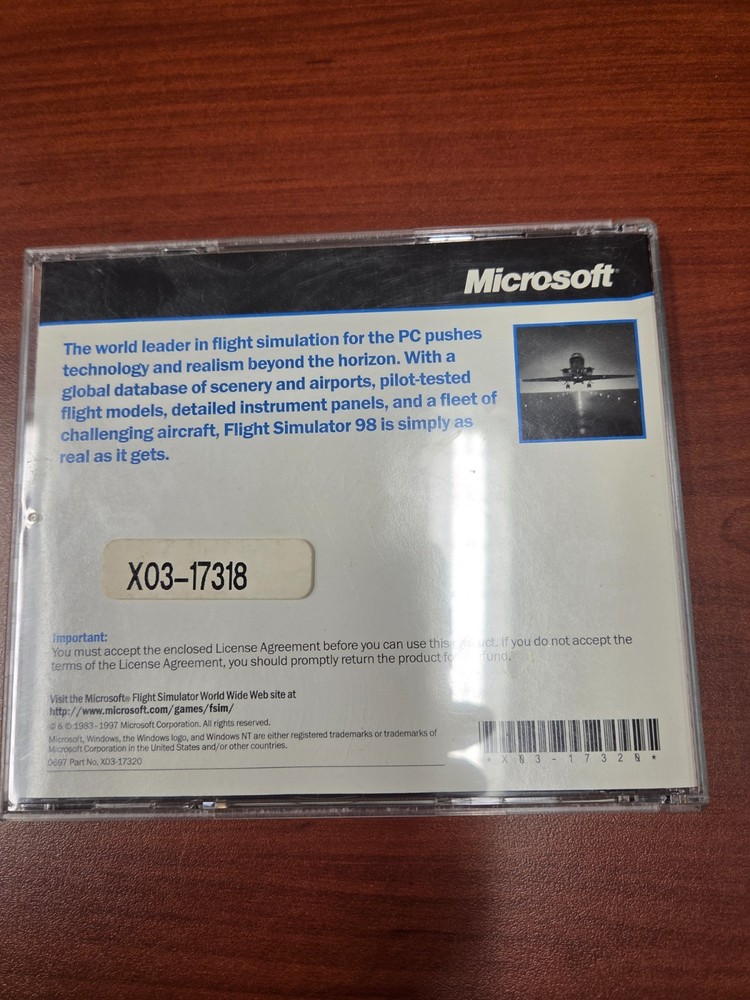 Microsoft®
The world leader in flight simulation for the PC pushes
technology and realism beyond the horizon. With a
global database of scenery and airports, pilot-tested
flight models, detailed instrument panels, and a fleet of
challenging aircraft, Flight Simulator 98 is simply as
real as it gets.
X03-17318
Important:
You must accept the enclosed License Agreement before you can use this If you do not accept the
terms of the License Agreement, you should promptly return the product
Visit the Microsoft® Flight Simulator World Wide Web site at
http://www.microsoft.com/games/fsim/
© 1983-1997 Microsoft Corporation. All rights reserved.
Microsoft, Windows, the Windows logo, and Windows NT are either registered trademarks or trademarks of
Microsoft Corporation in the United States and/or other countries.
0697 Part No. X03-17320
*X03-17320*